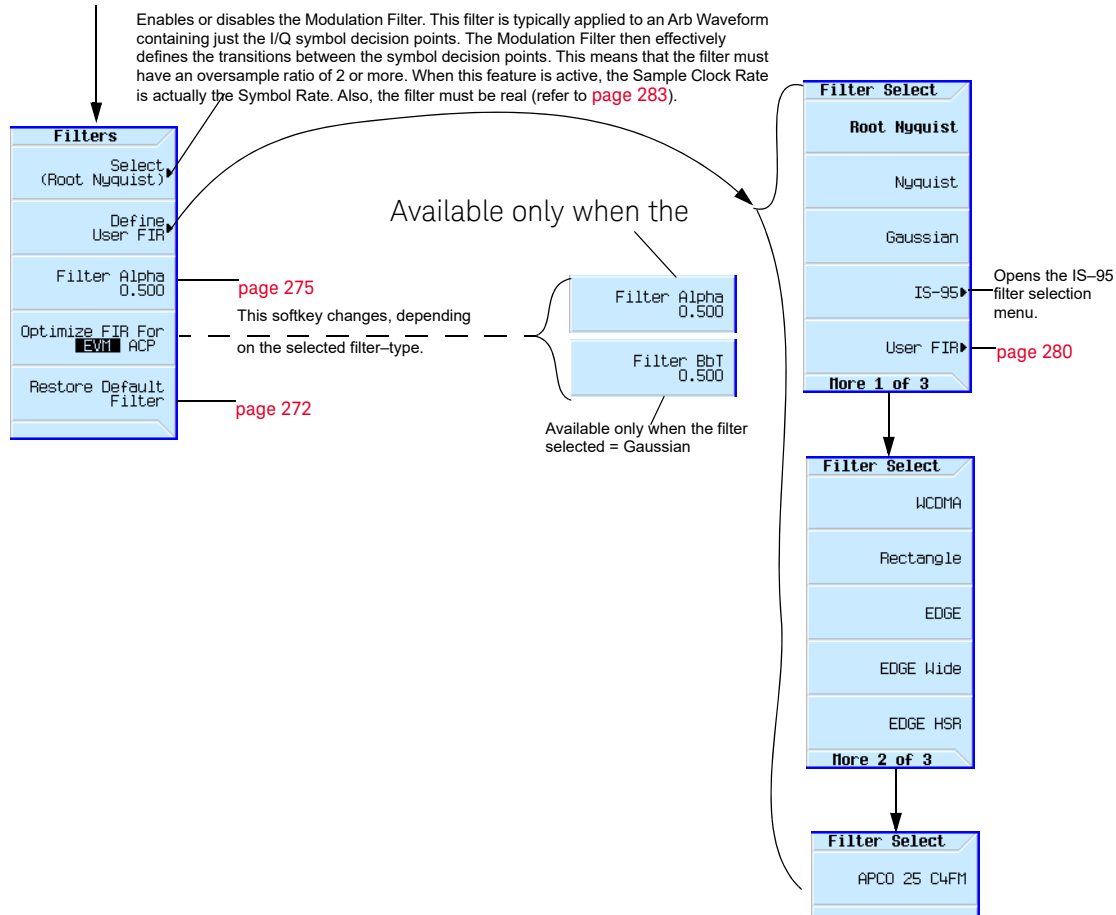 Enables or disables the Modulation Filter. This filter is typically applied to an Arb Waveform
containing just the I/Q symbol decision points. The Modulation Filter then effectively
defines the transitions between the symbol decision points. This means that the filter must
have an oversample ratio of 2 or more. When this feature is active, the Sample Clock Rate
is actually the Symbol Rate. Also, the filter must be real (refer to page 283).
Filters
Select
(Root Nyquist)
Define
User FIR
Filter Alpha
0.500
Optimize FIR For
EVM ACP
Restore Default
Filter
page 275
This softkey changes, depending
on the selected filter–type.
page 272
Available only when the
Filter Alpha
0.500
Filter BbT
0.500
Available only when the filter
selected = Gaussian
Filter Select
Root Nyquist
Nyquist
Gaussian
IS-95
User FIR
More 1 of 3
Opens the IS–95
filter selection
menu.
page 280
Filter Select
WCDMA
Rectangle
EDGE
EDGE Wide
EDGE HSR
More 2 of 3
Filter Select
APCO 25 C4FM